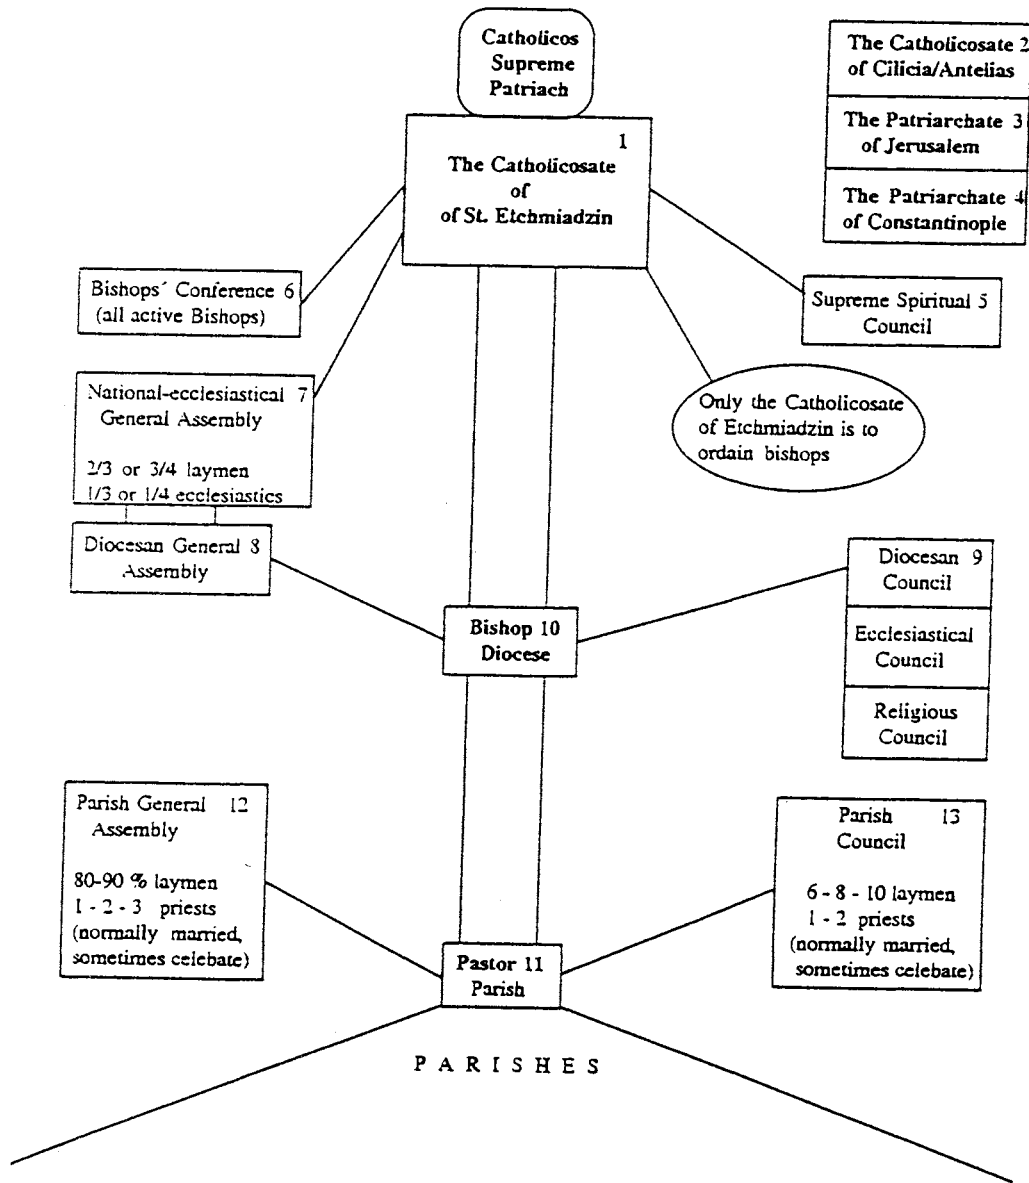 Catholicos
Supreme
Patriach
1
The Catholicosate
of
of St. Etchmiadzin
The Catholicosate 2
of Cilicia/Antelias
The Patriarchate 3
of Jerusalem
The Patriarchate 4
of Constantinople
Bishops´ Conference 6
(all active Bishops)
Supreme Spiritual 5
Council
National-ecclesiastical 7
General Assembly
2/3 or 3/4 laymen
1/3 or 1/4 ecclesiastics
Only the Catholicosate
of Etchmiadzin is to
ordain bishops
Diocesan General 8
Assembly
Diocesan 9
Council
Ecclesiastical
Council
Religious
Council
Bishop 10
Diocese
Parish General 12
Assembly
80-90 % laymen
1 - 2 - 3 priests
(normally married,
sometimes celebate)
Parish 13
Council
6 - 8 - 10 laymen
1 - 2 priests
(normally married,
sometimes celebate)
Pastor 11
Parish
P A R I S H E S